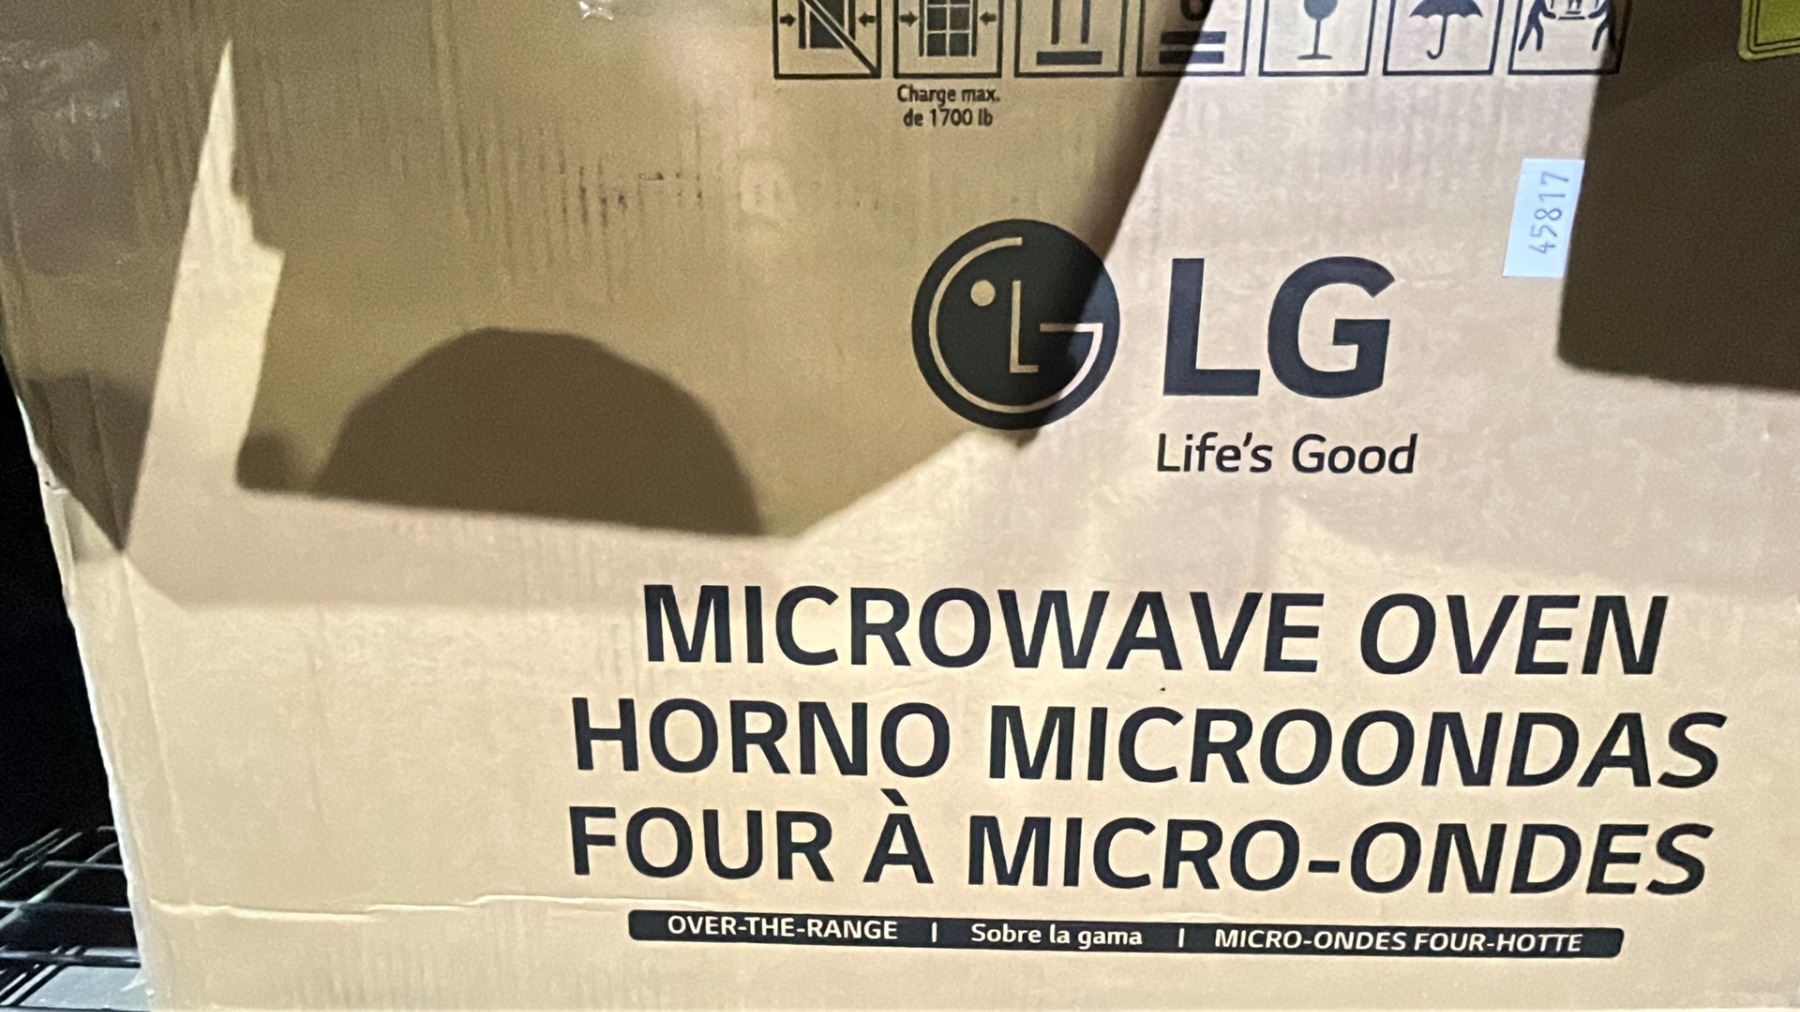 Charge max.
de 1700 lb
45817
LG
Life's Good
MICROWAVE OVEN
HORNO MICROONDAS
FOUR À MICRO-ONDES
OVER-THE-RANGE | Sobre la gama | MICRO-ONDES FOUR-HOTTE